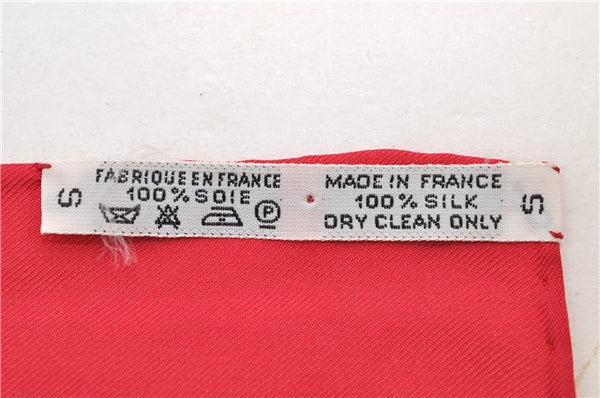 S
FABRIQUE EN FRANCE
100% SOIE
P
MADE IN FRANCE
100% SILK
DRY CLEAN ONLY
S